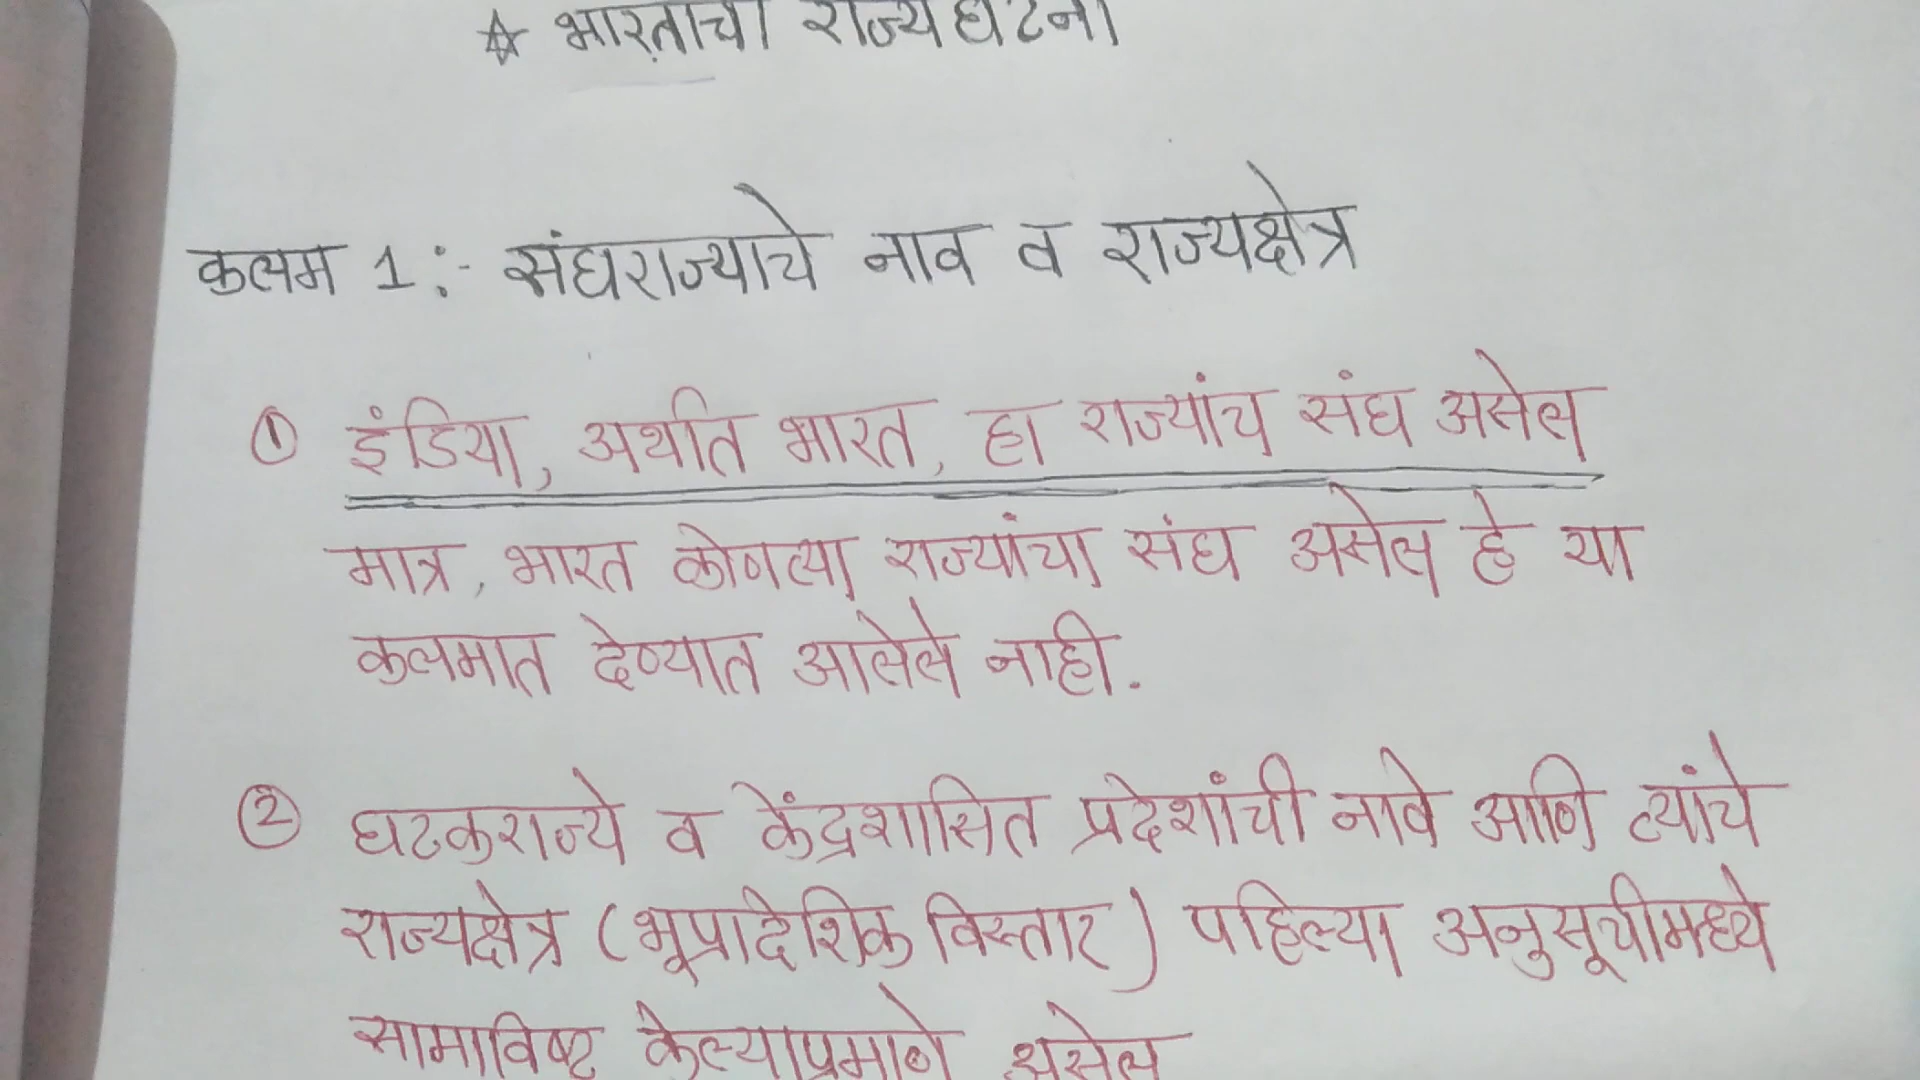 ☆ भारताची राज्यघटना
कलम 1:- संघराज्याचे नाव व राज्यक्षेत्र
① इंडिया, अर्थात भारत, हा राज्यांच संघ असेल
मात्र, भारत कोणत्या राज्यांचा संघ असेल हे या
कलमात देण्यात आलेले नाही.
② घटकराज्ये व केंद्रशासित प्रदेशांची नावे आणि त्यांचे
राज्यक्षेत्र (भूप्रादेशिक विस्तार) पहिल्या अनुसूचीमध्ये
सामाविष्ट केल्याप्रमाणे असेल